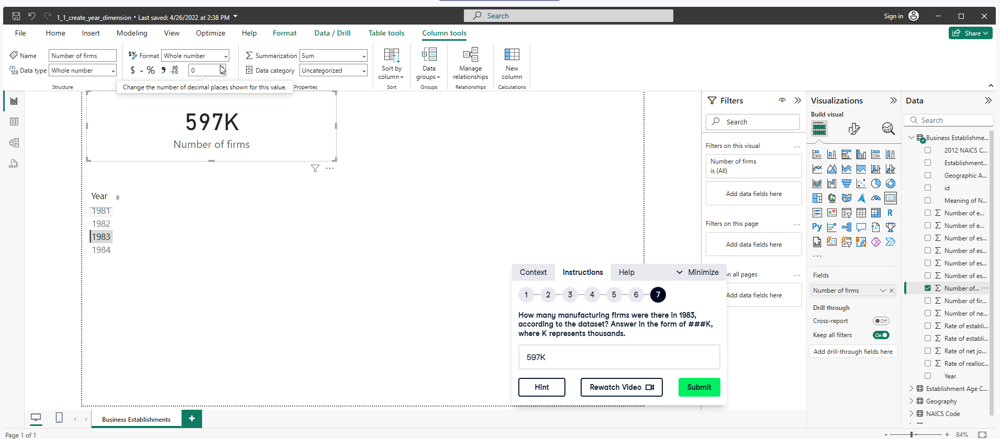 1_1_create_year_dimension • Last saved: 4/26/2022 at 2:38 PM
Search
Sign in
File
Home
Insert
Modeling
View
Optimize
Help
Format
Data / Drill
Table tools
Column tools
Share
Name
Number of firms
Data type
Whole number
Structure
Format
Whole number
$
%
0
Change the number of decimal places shown for this value.
Summarization
Sum
Data category
Uncategorized
Properties
Sort by
column
Sort
Data
groups
Groups
Manage
relationships
Relationships
New
column
Calculations
597K
Number of firms
Year
1981
1982
1983
1984
Filters
Search
Filters on this visual
Number of firms
is (All)
Add data fields here
Filters on this page
Add data fields here
on all pages
Add data fields here
Visualizations
Build visual
Fields
Number of firms
Drill through
Cross-report
Off
Keep all filters
On
Add drill-through fields here
Data
Search
Business Establishme...
2012 NAICS C...
Establishment...
Geographic A...
id
Meaning of N...
Number of e...
Number of e...
Number of es...
Number of es...
Number of es...
Number of es...
Number of...
Number of fir...
Number of ne...
Rate of establi...
Rate of establi...
Rate of net jo...
Rate of realloc...
Year
Establishment Age C...
Geography
NAICS Code
Context
Instructions
Help
Minimize
1
2
3
4
5
6
7
How many manufacturing firms were there in 1983,
according to the dataset? Answer in the form of ###K,
where K represents thousands.
597K
Hint
Rewatch Video
Submit
Business Establishments
Page 1 of 1
84%